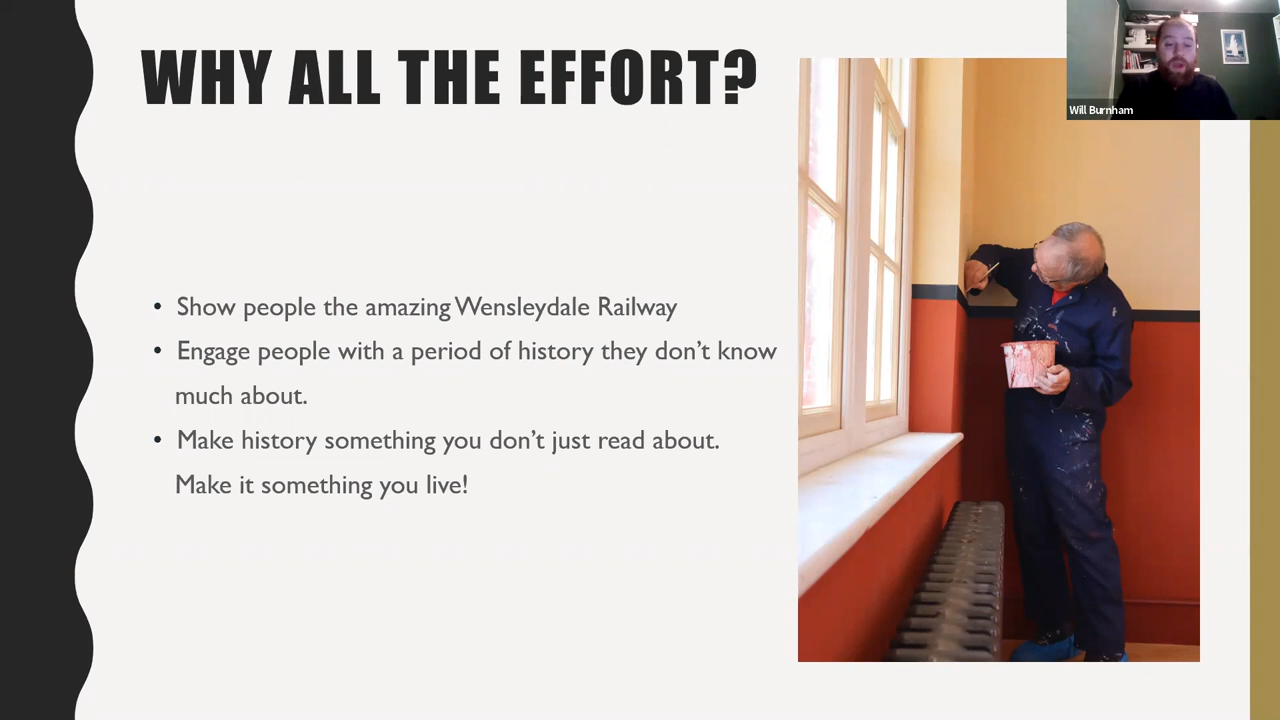 WHY ALL THE EFFORT?
Will Burnham
• Show people the amazing Wensleydale Railway
• Engage people with a period of history they don’t know
much about.
• Make history something you don’t just read about.
Make it something you live!